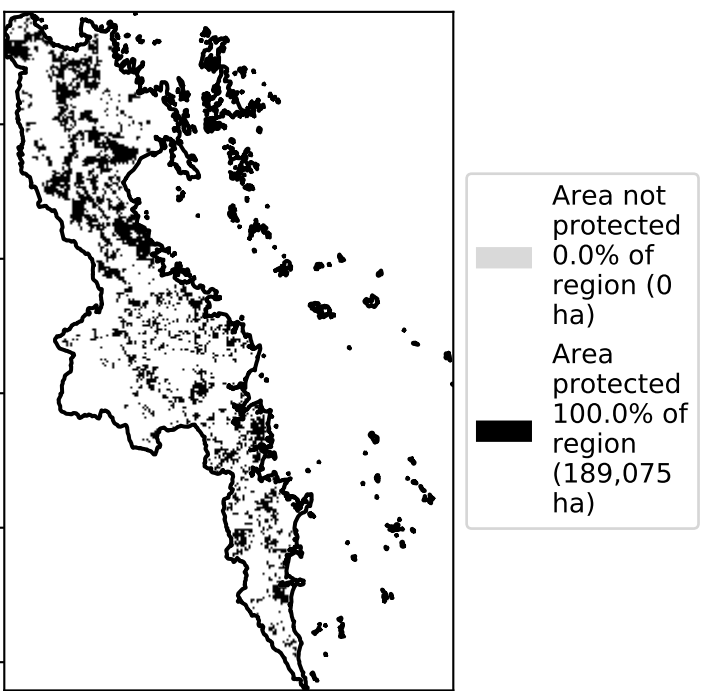 Area not
protected
0.0% of
region (0
ha)
Area
protected
100.0% of
region
(189,075
ha)